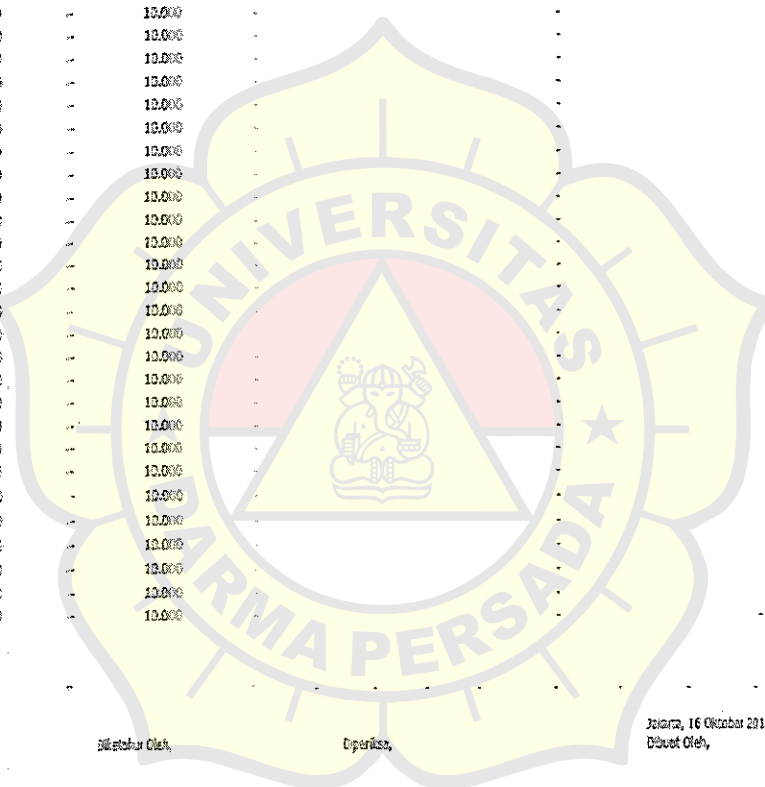 - 10.000 - -
- 10.000 - -
- 10.000 - -
- 10.000 - -
- 10.000 - -
- 10.000 - -
- 10.000 - -
- 10.000 - -
- 10.000 - -
- 10.000 - -
- 10.000 - -
- 10.000 - -
- 10.000 - -
- 10.000 - -
- 10.000 -
- 10.000 - -
- 10.000 - -
- 10.000 - -
- 10.000 - -
- 10.000 - -
- 10.000 - -
- 10.000 - -
- 10.000 - -
- 10.000 - -
- 10.000 - -
- 10.000 - -
- 10.000 - - -
- - - - - - - - -
UNIVERSITAS
DARMA PERSADA
Jakarta, 16 Oktober 201
Diketahui Oleh, Diperiksa, Dibuat Oleh,